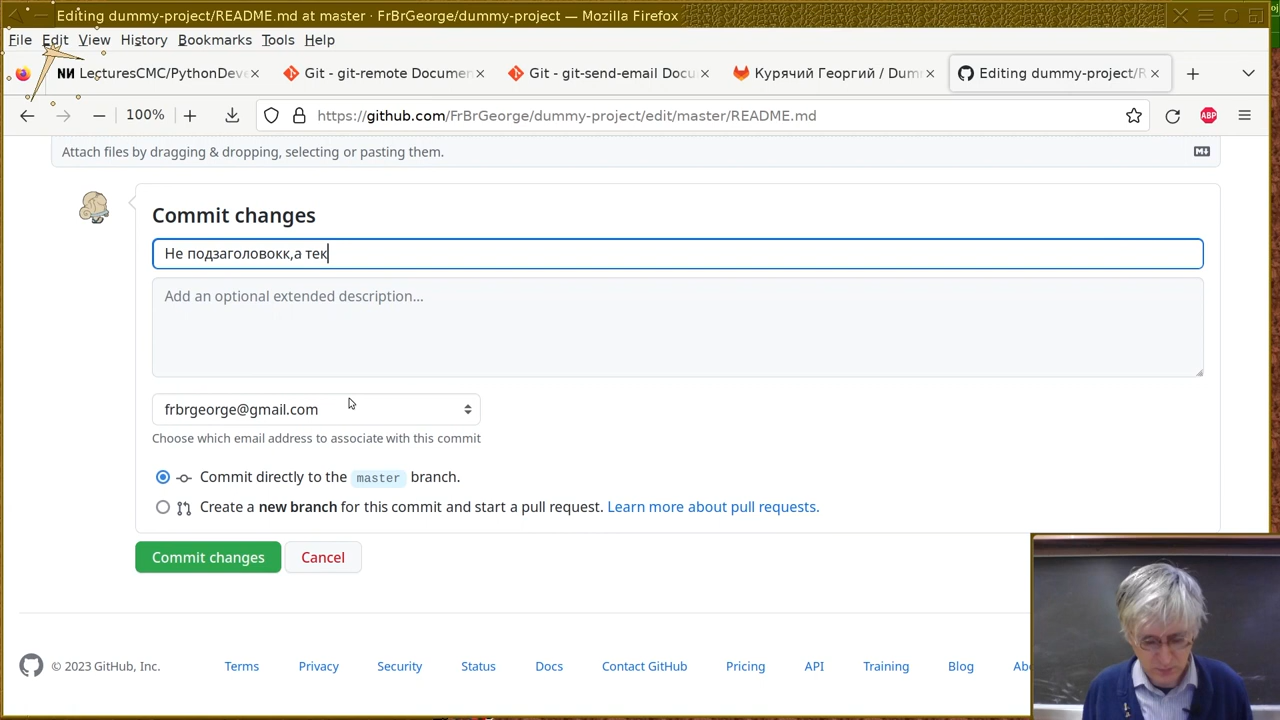 Editing dummy-project/README.md at master · FrBrGeorge/dummy-project — Mozilla Firefox
File Edit View History Bookmarks Tools Help
LecturesCMC/PythonDeve
Git - git-remote Documen
Git - git-send-email Docu
Курячий Георгий / Dum
Editing dummy-project/R
100%
https://github.com/FrBrGeorge/dummy-project/edit/master/README.md
ABP
Attach files by dragging & dropping, selecting or pasting them.
Commit changes
Не подзаголовокк,а тек
Add an optional extended description...
frbrgeorge@gmail.com
Choose which email address to associate with this commit
Commit directly to the master branch.
Create a new branch for this commit and start a pull request. Learn more about pull requests.
Commit changes Cancel
© 2023 GitHub, Inc. Terms Privacy Security Status Docs Contact GitHub Pricing API Training Blog